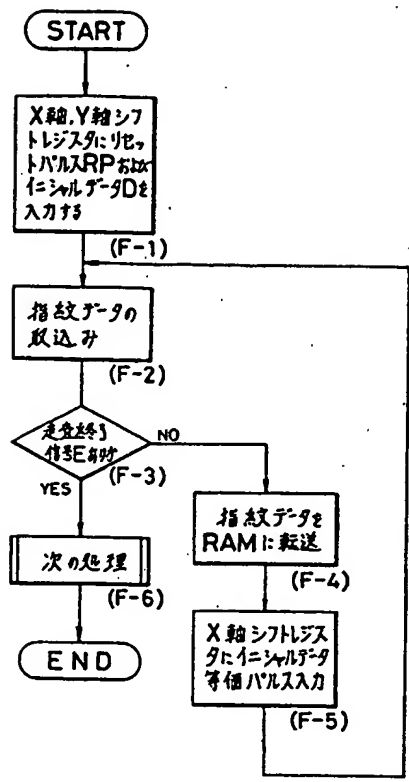 START
X軸,Y軸シフ
トレジスタにリセッ
トパルスRPおよび
イニシャルデータDを
入力する
(F-1)
指紋データの
取込み
(F-2)
走査終了
信号E有か?
(F-3)
NO
YES
指紋データを
RAMに転送
(F-4)
次の処理
(F-6)
X軸シフトレジス
タにイニシャルデータ
等価パルス入力
(F-5)
END